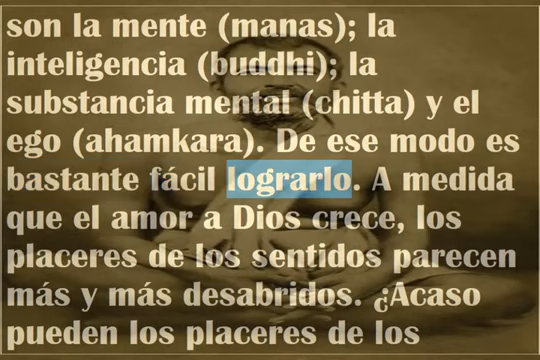 son la mente (manas); la
inteligencia (buddhi); la
substancia mental (chitta) y el
ego (ahamkara). De ese modo es
bastante fácil lograrlo. A medida
que el amor a Dios crece, los
placeres de los sentidos parecen
más y más desabridos. ¿Acaso
pueden los placeres de los